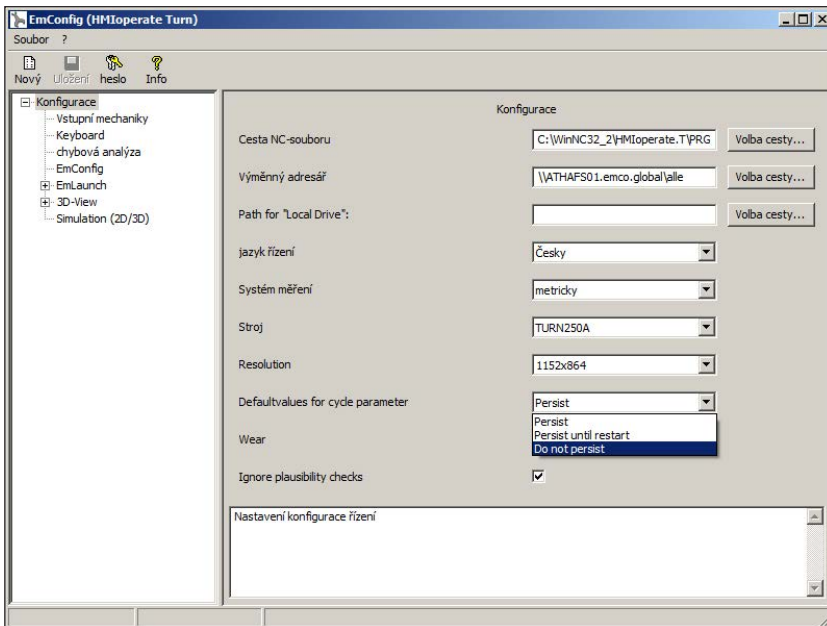 EmConfig (HMIoperate Turn)
Soubor ?
Nový Uložení heslo Info
Konfigurace
Vstupní mechaniky
Keyboard
chybová analýza
EmConfig
EmLaunch
3D-View
Simulation (2D/3D)
Konfigurace
Cesta NC-souboru C:\WinNC32_2\HMIoperate.T\PRG Volba cesty...
Výměnný adresář \\ATHAFS01.emco.global\alle Volba cesty...
Path for "Local Drive": Volba cesty...
jazyk řízení Česky
Systém měření metricky
Stroj TURN250A
Resolution 1152x864
Defaultvalues for cycle parameter Persist
Persist
Persist until restart
Do not persist
Wear
Ignore plausibility checks
Nastavení konfigurace řízení